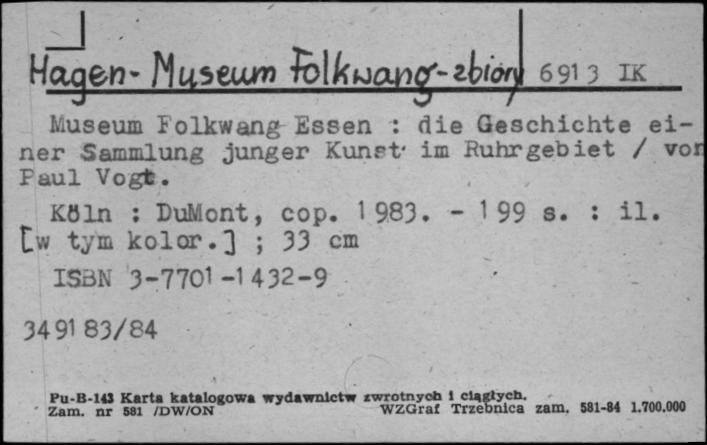 Hagen- Museum Folkwang-zbiory 6913 IK
Museum Folkwang Essen : die Geschichte ei-
ner Sammlung junger Kunst im Ruhrgebiet / von
Paul Vogt.
Köln : DuMont, cop. 1983. - 199 s. : il.
[w tym kolor.] ; 33 cm
ISBN 3-7701-1432-9
349183/84
Pu-B-143 Karta katalogowa wydawnictw zwrotnych i ciągłych.
Zam. nr 581 /DW/ON WZGraf Trzebnica zam. 581-84 1.700.000